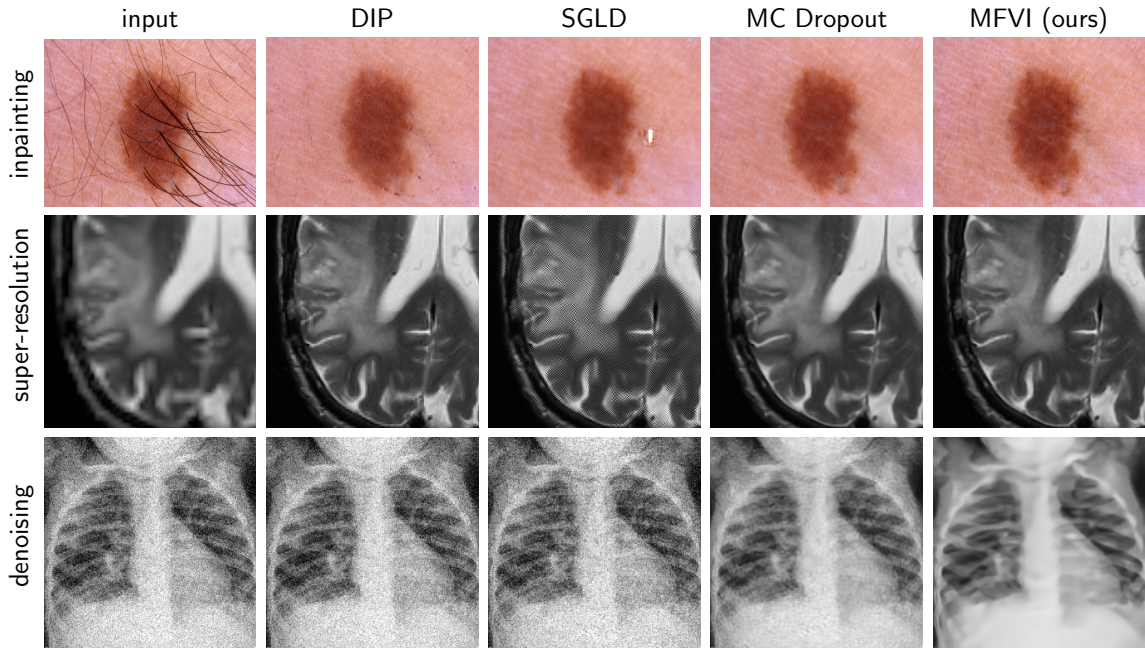 input DIP SGLD MC Dropout MFVI (ours)
inpainting
super-resolution
denoising